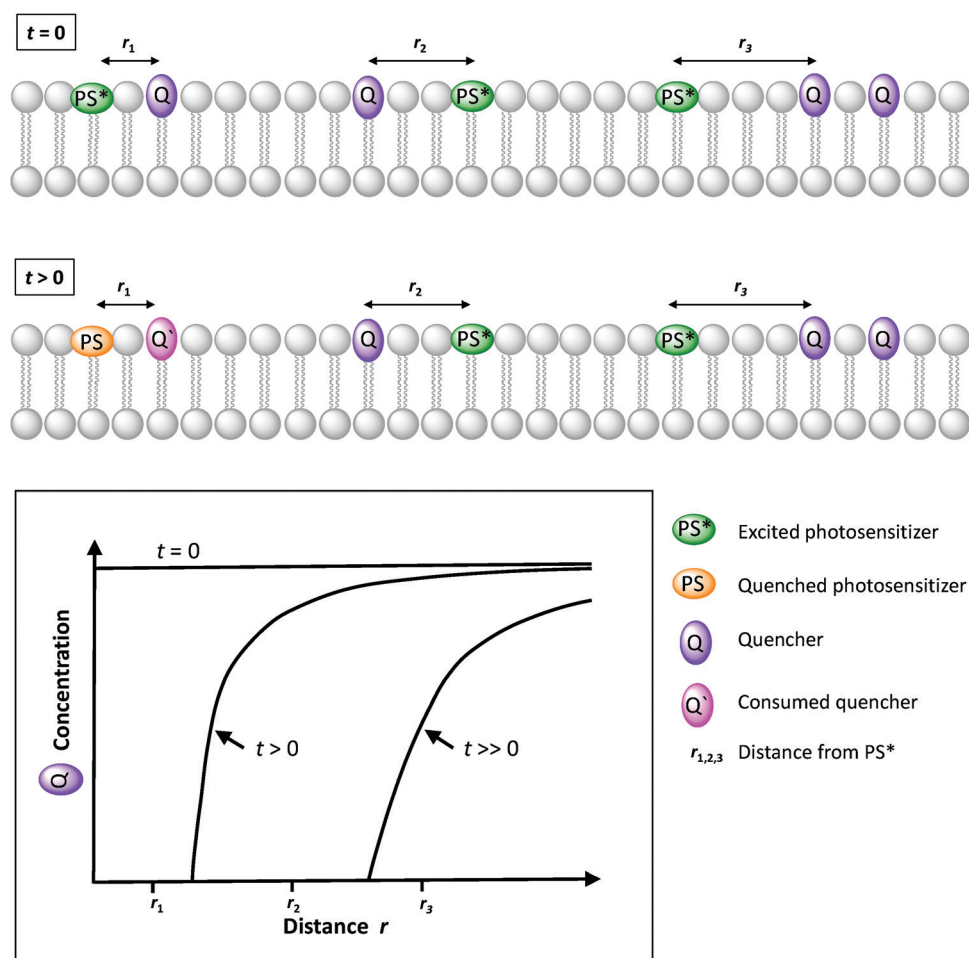 t = 0
r1 r2 r3
PS* Q Q PS* PS* Q Q
t > 0
r1 r2 r3
PS Q` Q PS* PS* Q Q
Q Concentration
t = 0
t > 0
t >> 0
r1 r2 r3
Distance r
PS* Excited photosensitizer
PS Quenched photosensitizer
Q Quencher
Q` Consumed quencher
r1,2,3 Distance from PS*